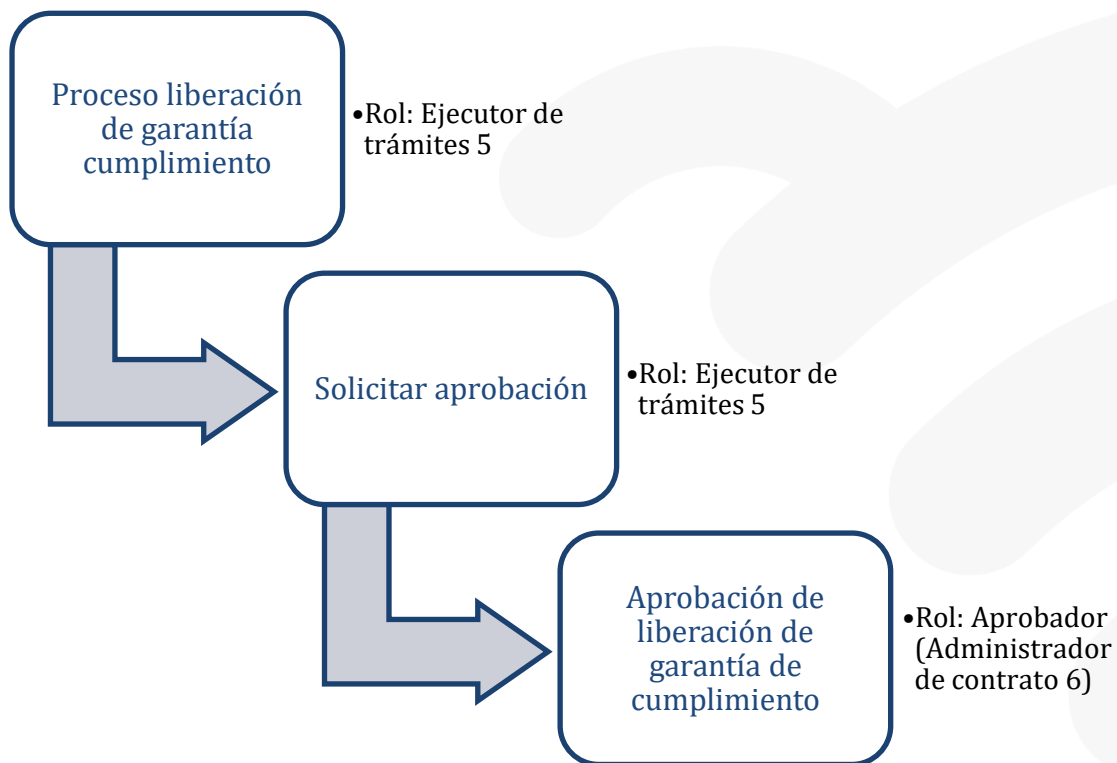 Proceso liberación
de garantía
cumplimiento
•Rol: Ejecutor de
trámites 5
Solicitar aprobación
•Rol: Ejecutor de
trámites 5
Aprobación de
liberación de
garantía de
cumplimiento
•Rol: Aprobador
(Administrador
de contrato 6)